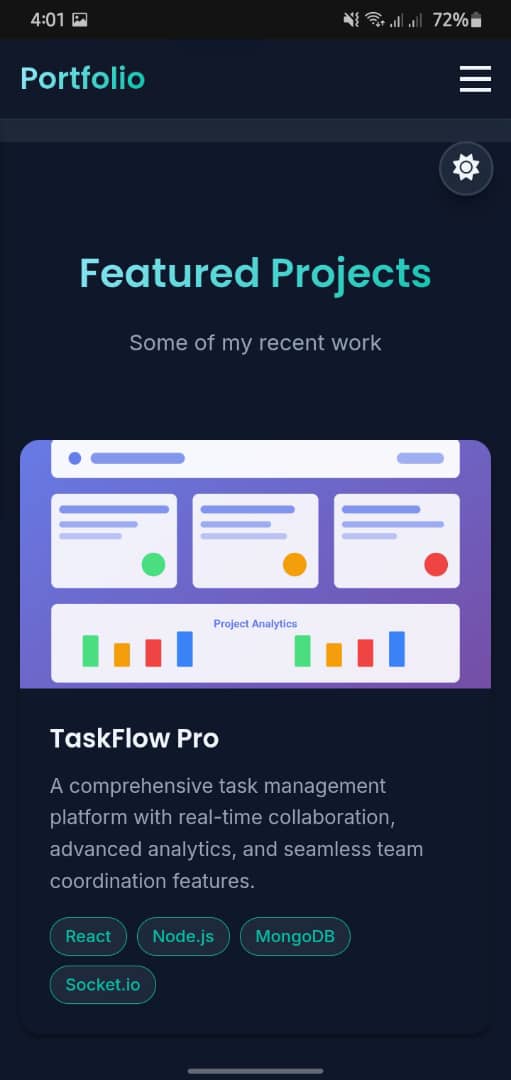 4:01 72%
Portfolio
Featured Projects
Some of my recent work
Project Analytics
TaskFlow Pro
A comprehensive task management
platform with real-time collaboration,
advanced analytics, and seamless team
coordination features.
React Node.js MongoDB
Socket.io